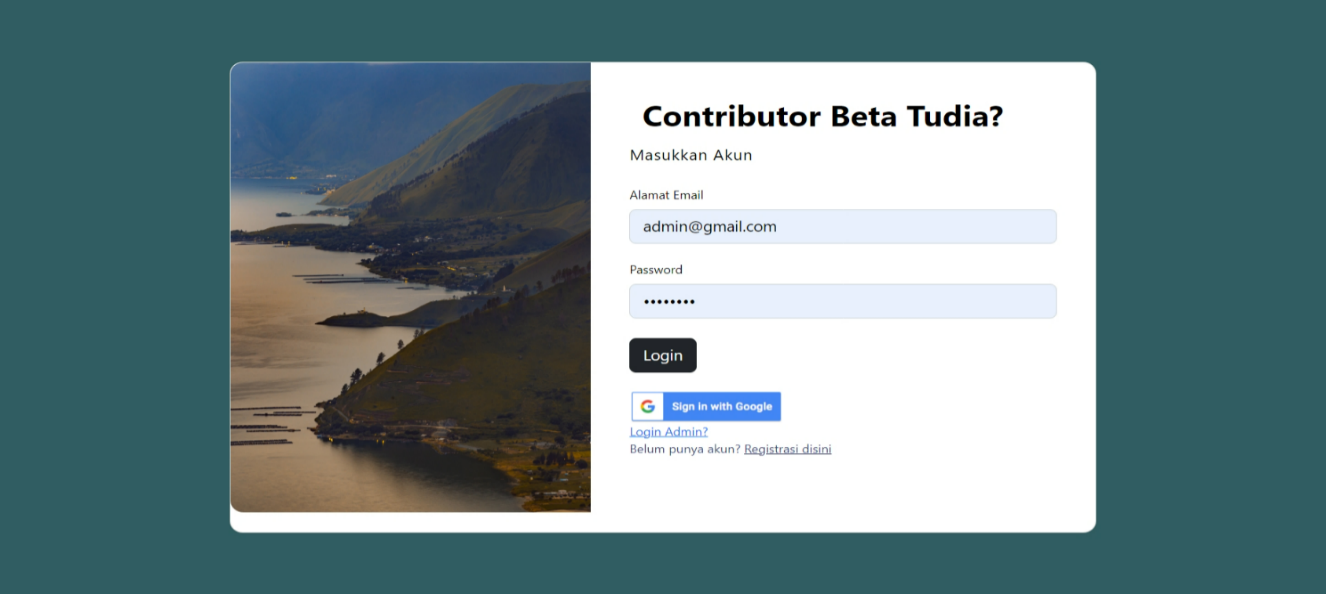 Contributor Beta Tudia?
Masukkan Akun
Alamat Email
admin@gmail.com
Password
••••••••
Login
Sign in with Google
Login Admin?
Belum punya akun? Registrasi disini